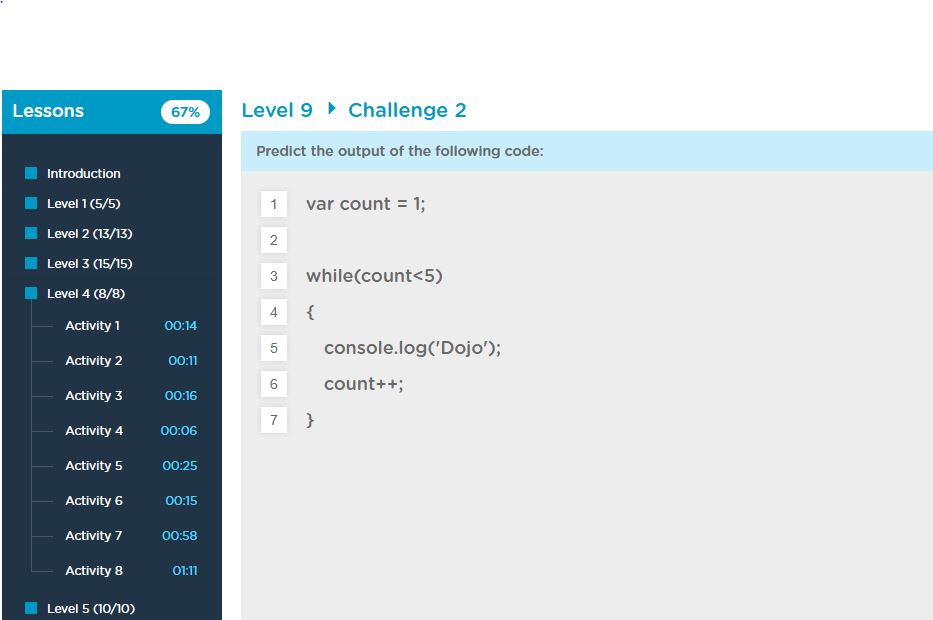 Lessons 67%
Introduction
Level 1 (5/5)
Level 2 (13/13)
Level 3 (15/15)
Level 4 (8/8)
Activity 1 00:14
Activity 2 00:11
Activity 3 00:16
Activity 4 00:06
Activity 5 00:25
Activity 6 00:15
Activity 7 00:58
Activity 8 01:11
Level 5 (10/10)
Level 9 Challenge 2
Predict the output of the following code:
1 var count = 1;
2
3 while(count<5)
4 {
5 console.log('Dojo');
6 count++;
7 }